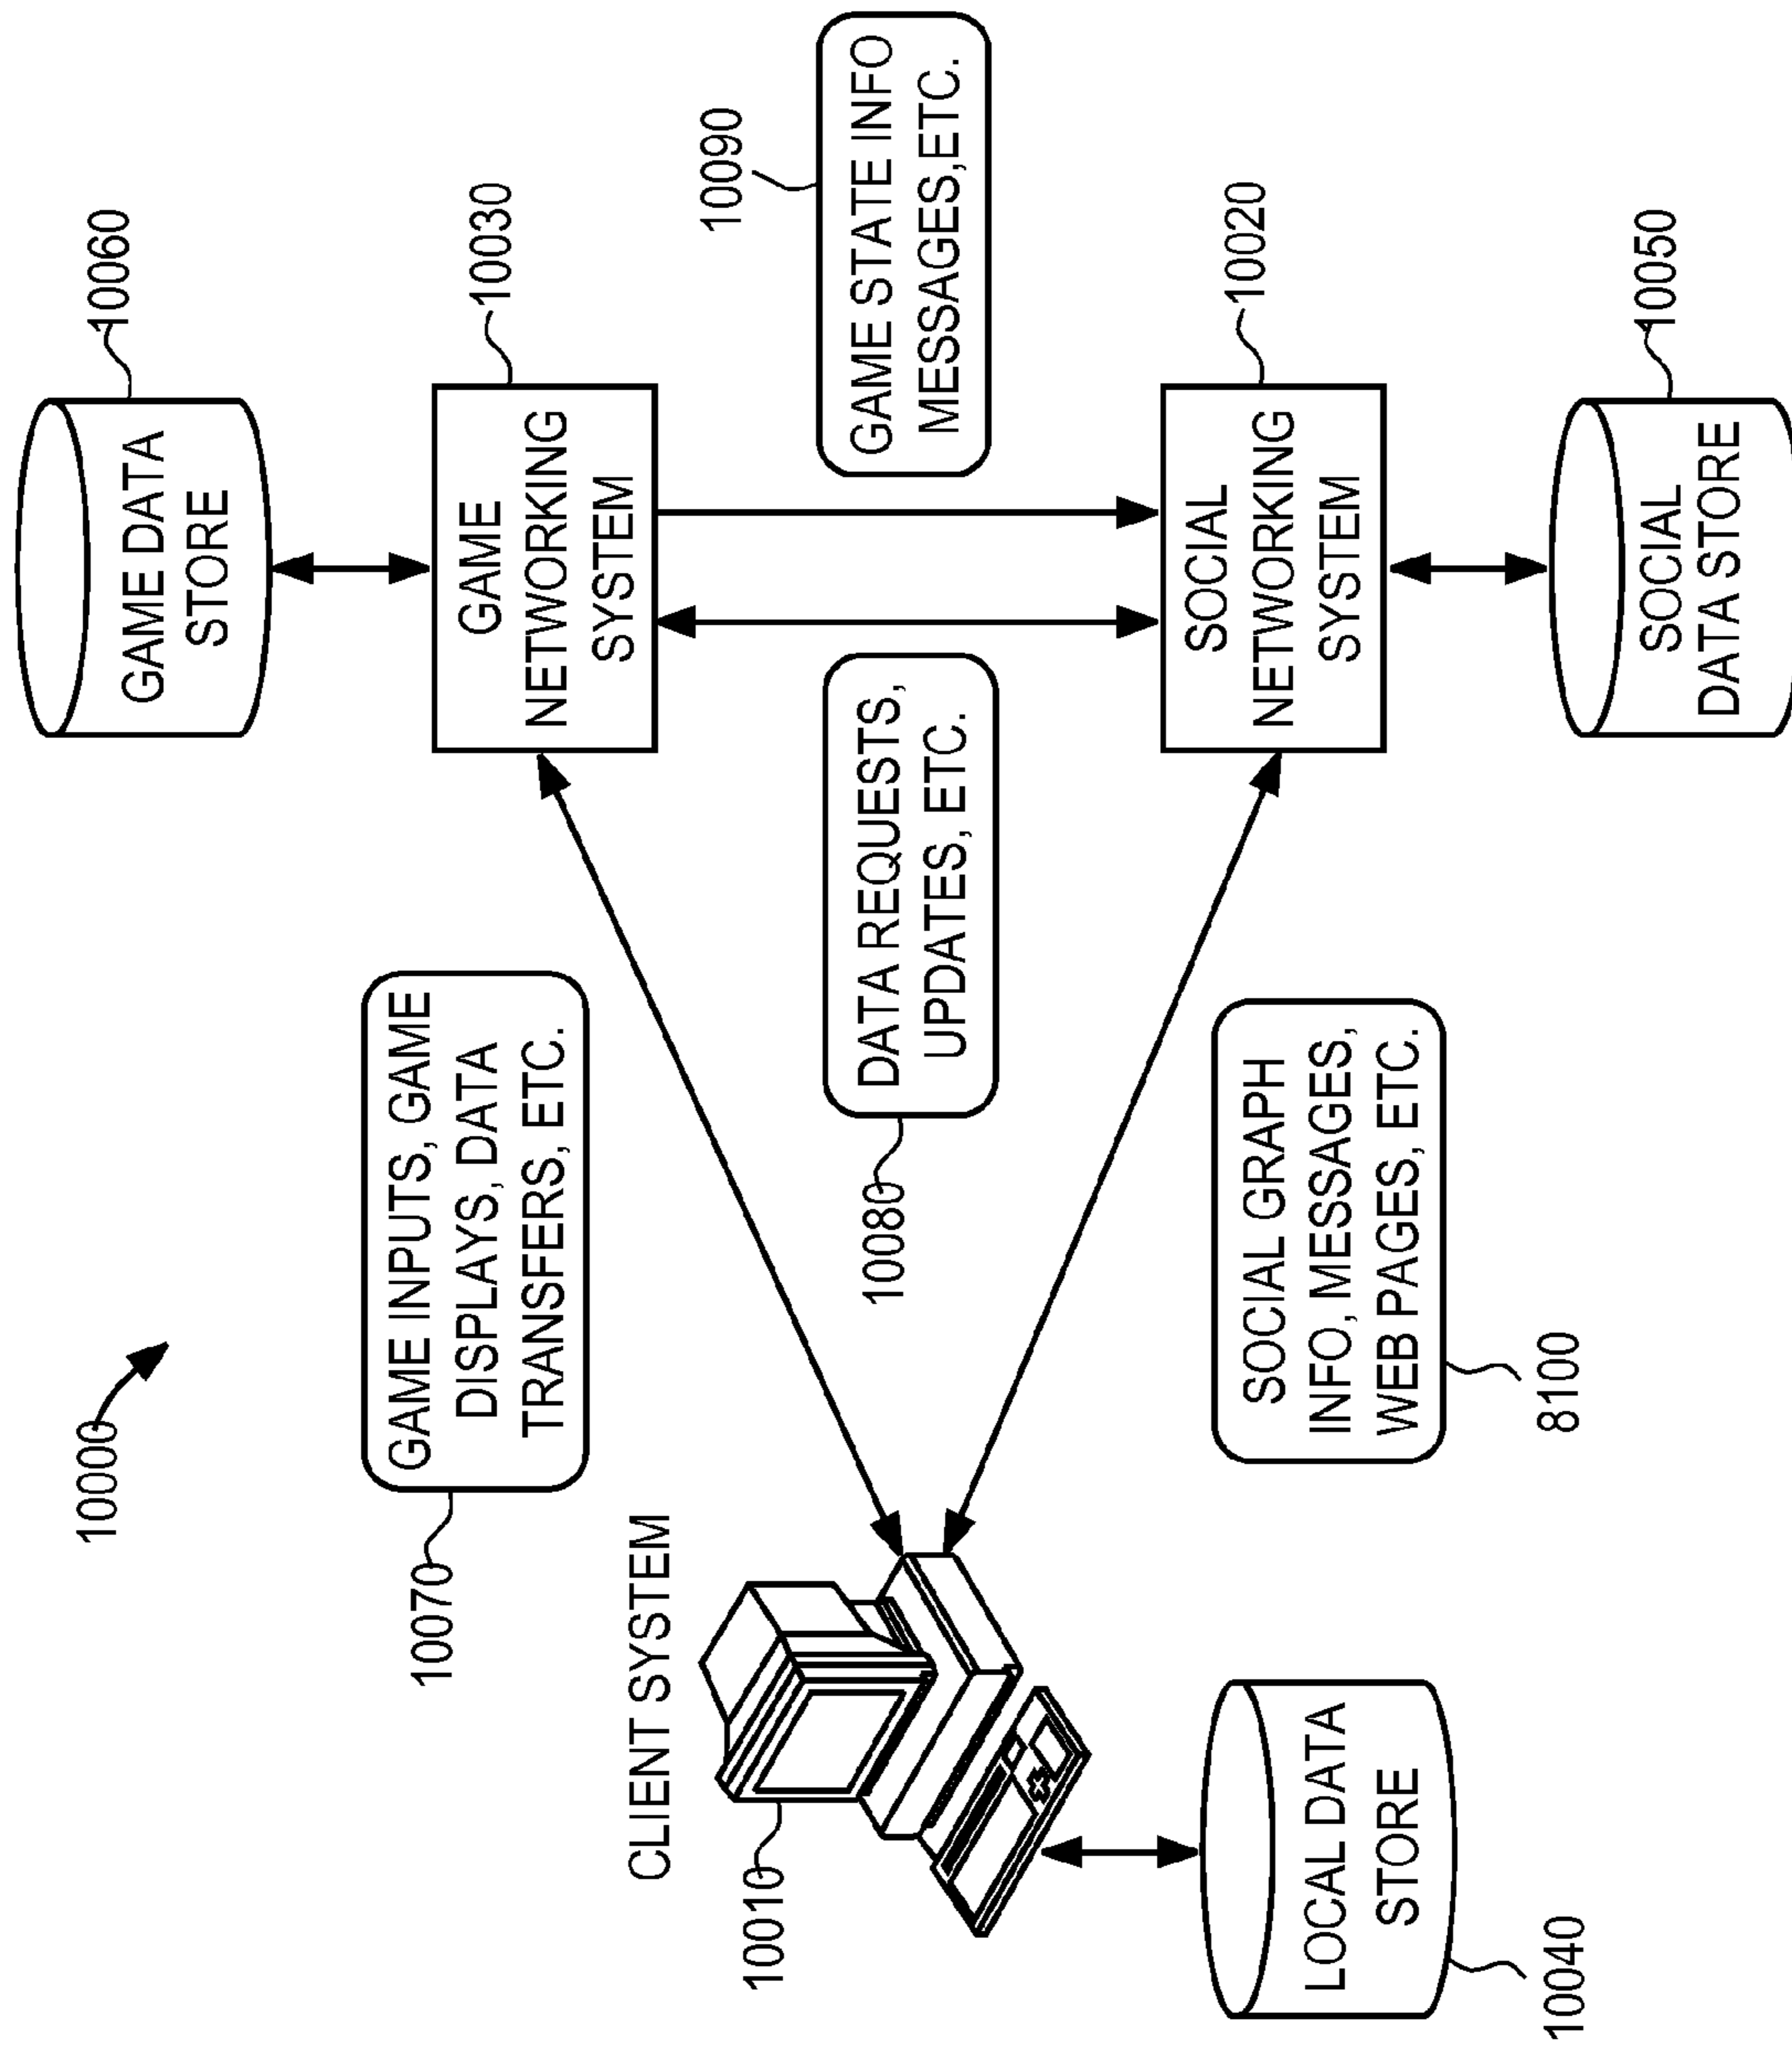 10000
10060
GAME DATA
STORE
10030
GAME
NETWORKING
SYSTEM
10070
GAME INPUTS, GAME
DISPLAYS, DATA
TRANSFERS, ETC.
10090
GAME STATE INFO
MESSAGES,ETC.
CLIENT SYSTEM
10010
10080
DATA REQUESTS,
UPDATES, ETC.
10020
SOCIAL
NETWORKING
SYSTEM
8100
SOCIAL GRAPH
INFO, MESSAGES,
WEB PAGES, ETC.
10040
LOCAL DATA
STORE
10050
SOCIAL
DATA STORE